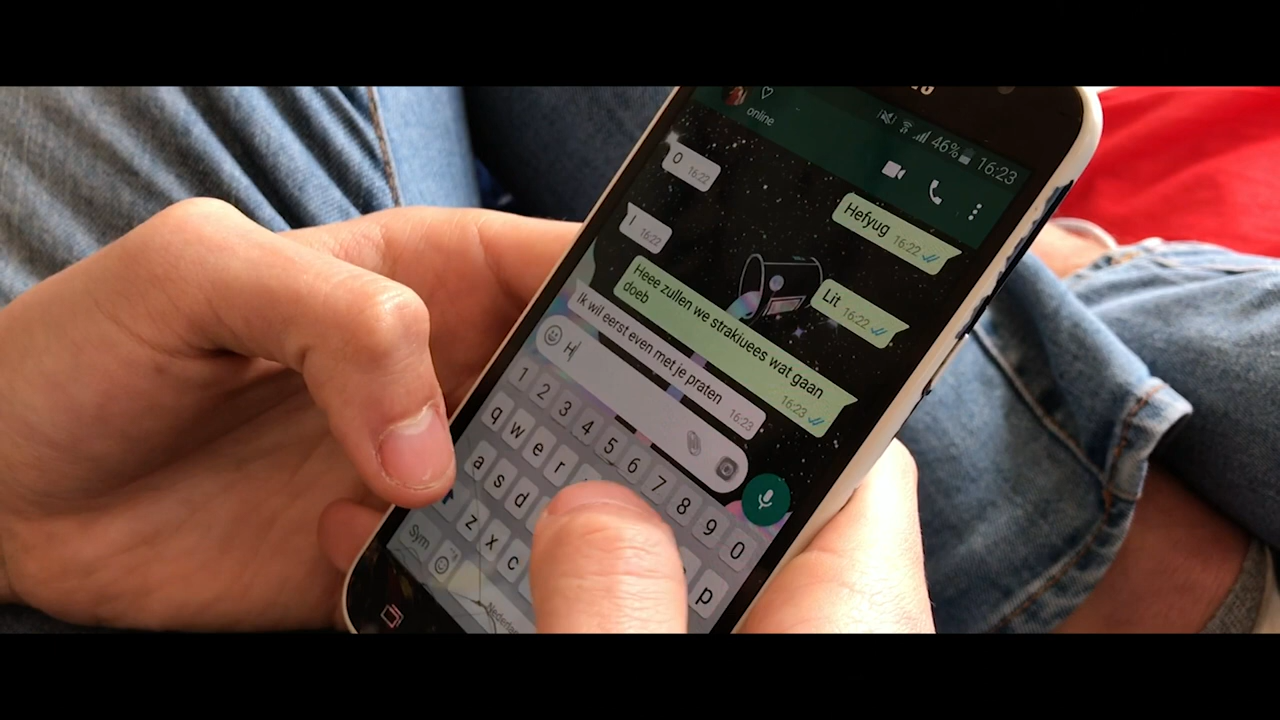 46% 16:23
online
Hefyug 16:22
O 16:22
Lit 16:22
I 16:22
Heee zullen we strakiuees wat gaan
doeb 16:23
Ik wil eerst even met je praten 16:23
H
1 2 3 4 5 6 7 8 9 0
q w e r p
a s d
z x c
Sym